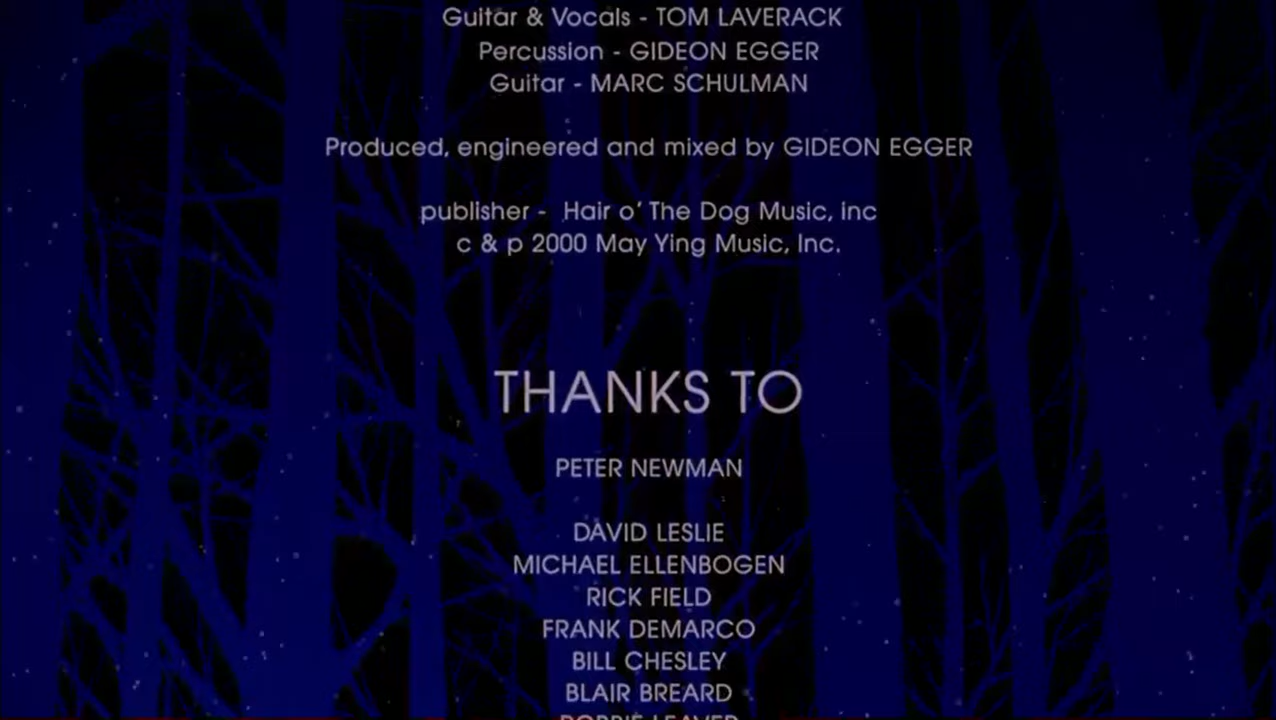 Guitar & Vocals - TOM LAVERACK
Percussion - GIDEON EGGER
Guitar - MARC SCHULMAN
Produced, engineered and mixed by GIDEON EGGER
publisher -  Hair o' The Dog Music, inc
c & p 2000 May Ying Music, Inc.
THANKS TO
PETER NEWMAN
DAVID LESLIE
MICHAEL ELLENBOGEN
RICK FIELD
FRANK DEMARCO
BILL CHESLEY
BLAIR BREARD